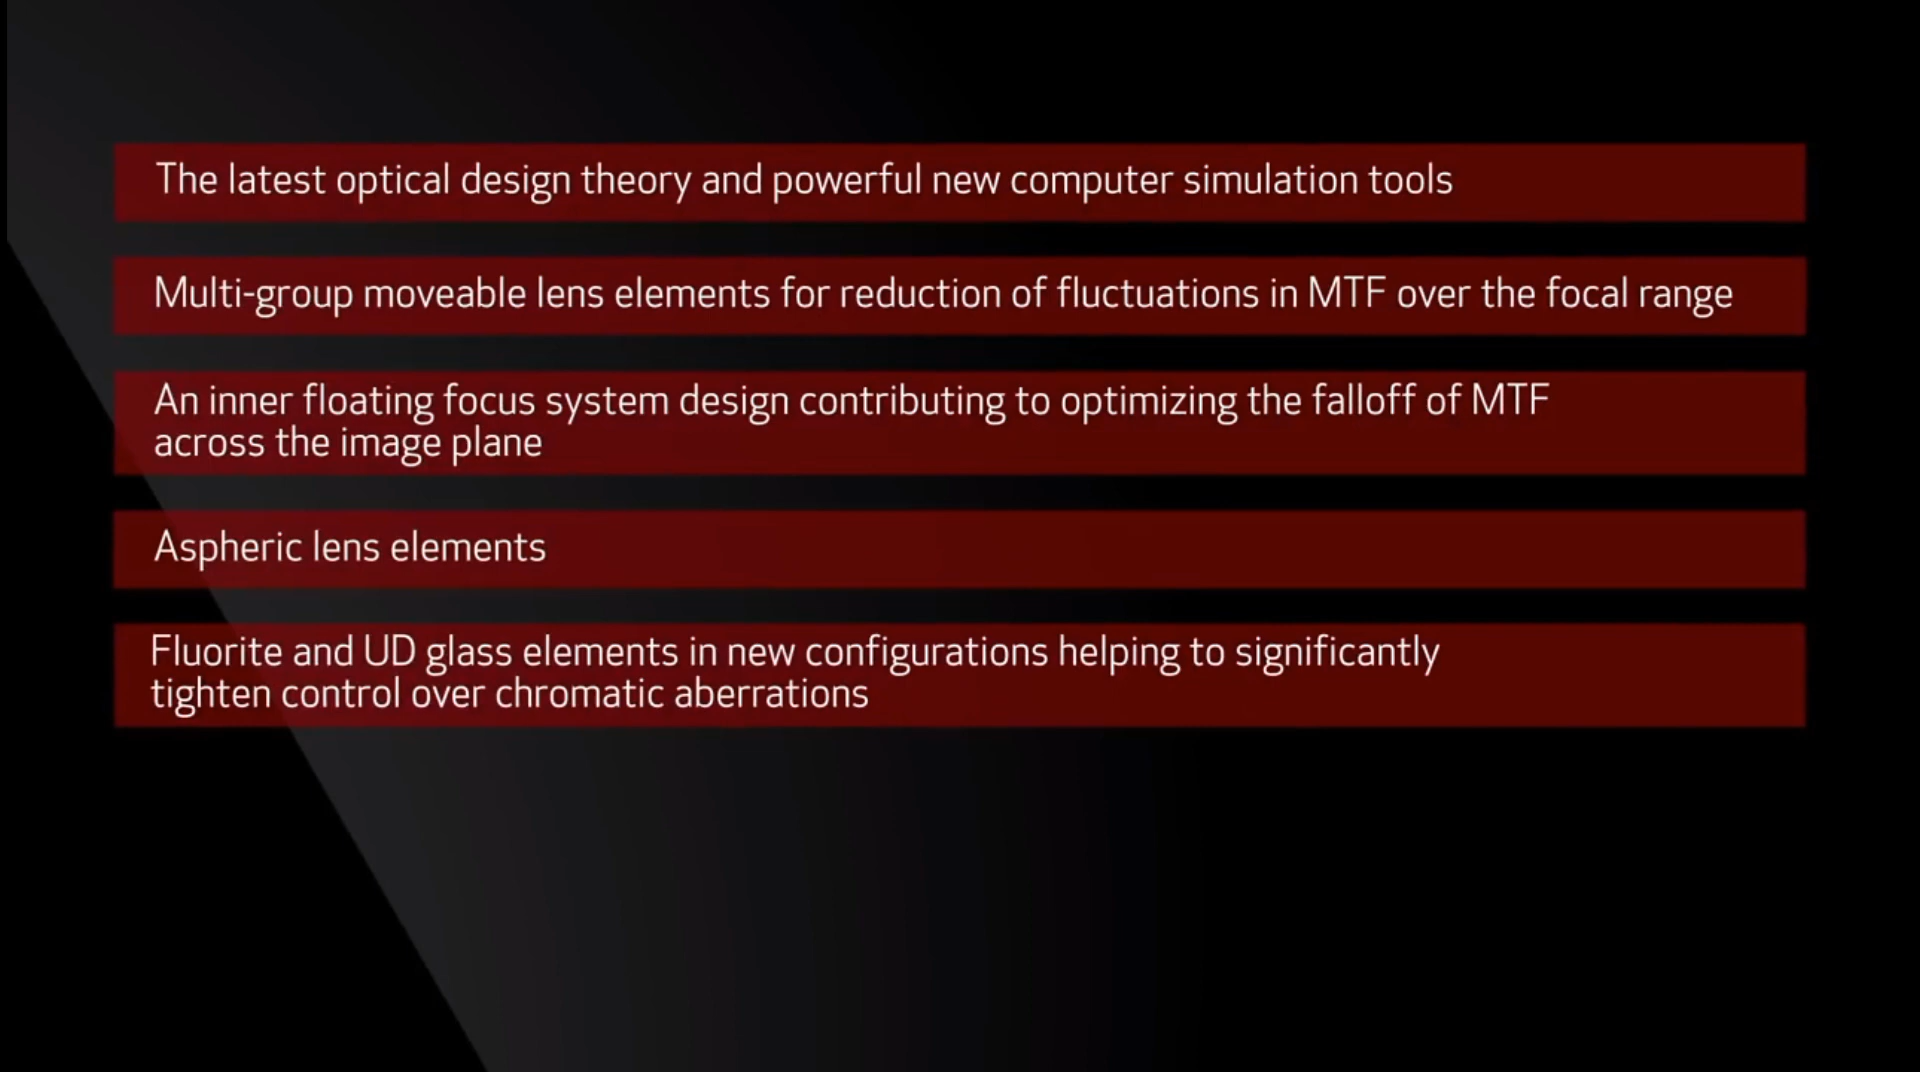 The latest optical design theory and powerful new computer simulation tools
Multi-group moveable lens elements for reduction of fluctuations in MTF over the focal range
An inner floating focus system design contributing to optimizing the falloff of MTF
across the image plane
Aspheric lens elements
Fluorite and UD glass elements in new configurations helping to significantly
tighten control over chromatic aberrations